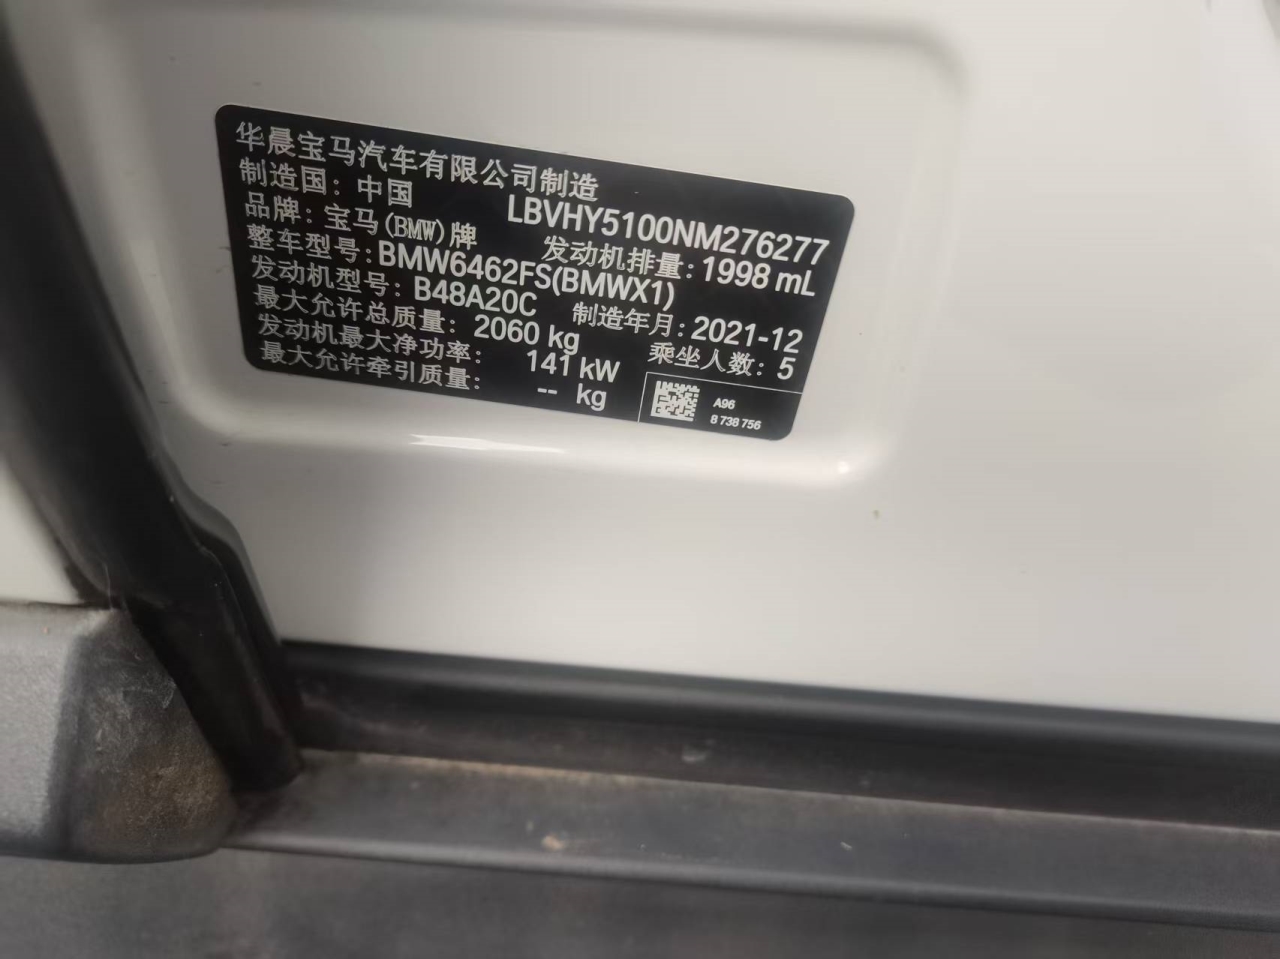 华晨宝马汽车有限公司制造
制造国：中国 LBVHY5100NM276277
品牌：宝马(BMW)牌 发动机排量：1998 mL
整车型号：BMW6462FS(BMWX1)
发动机型号：B48A20C 制造年月：2021-12
最大允许总质量：2060 kg 乘坐人数：5
发动机最大净功率：141 kW
最大允许牵引质量：-- kg
A96
8 738 756